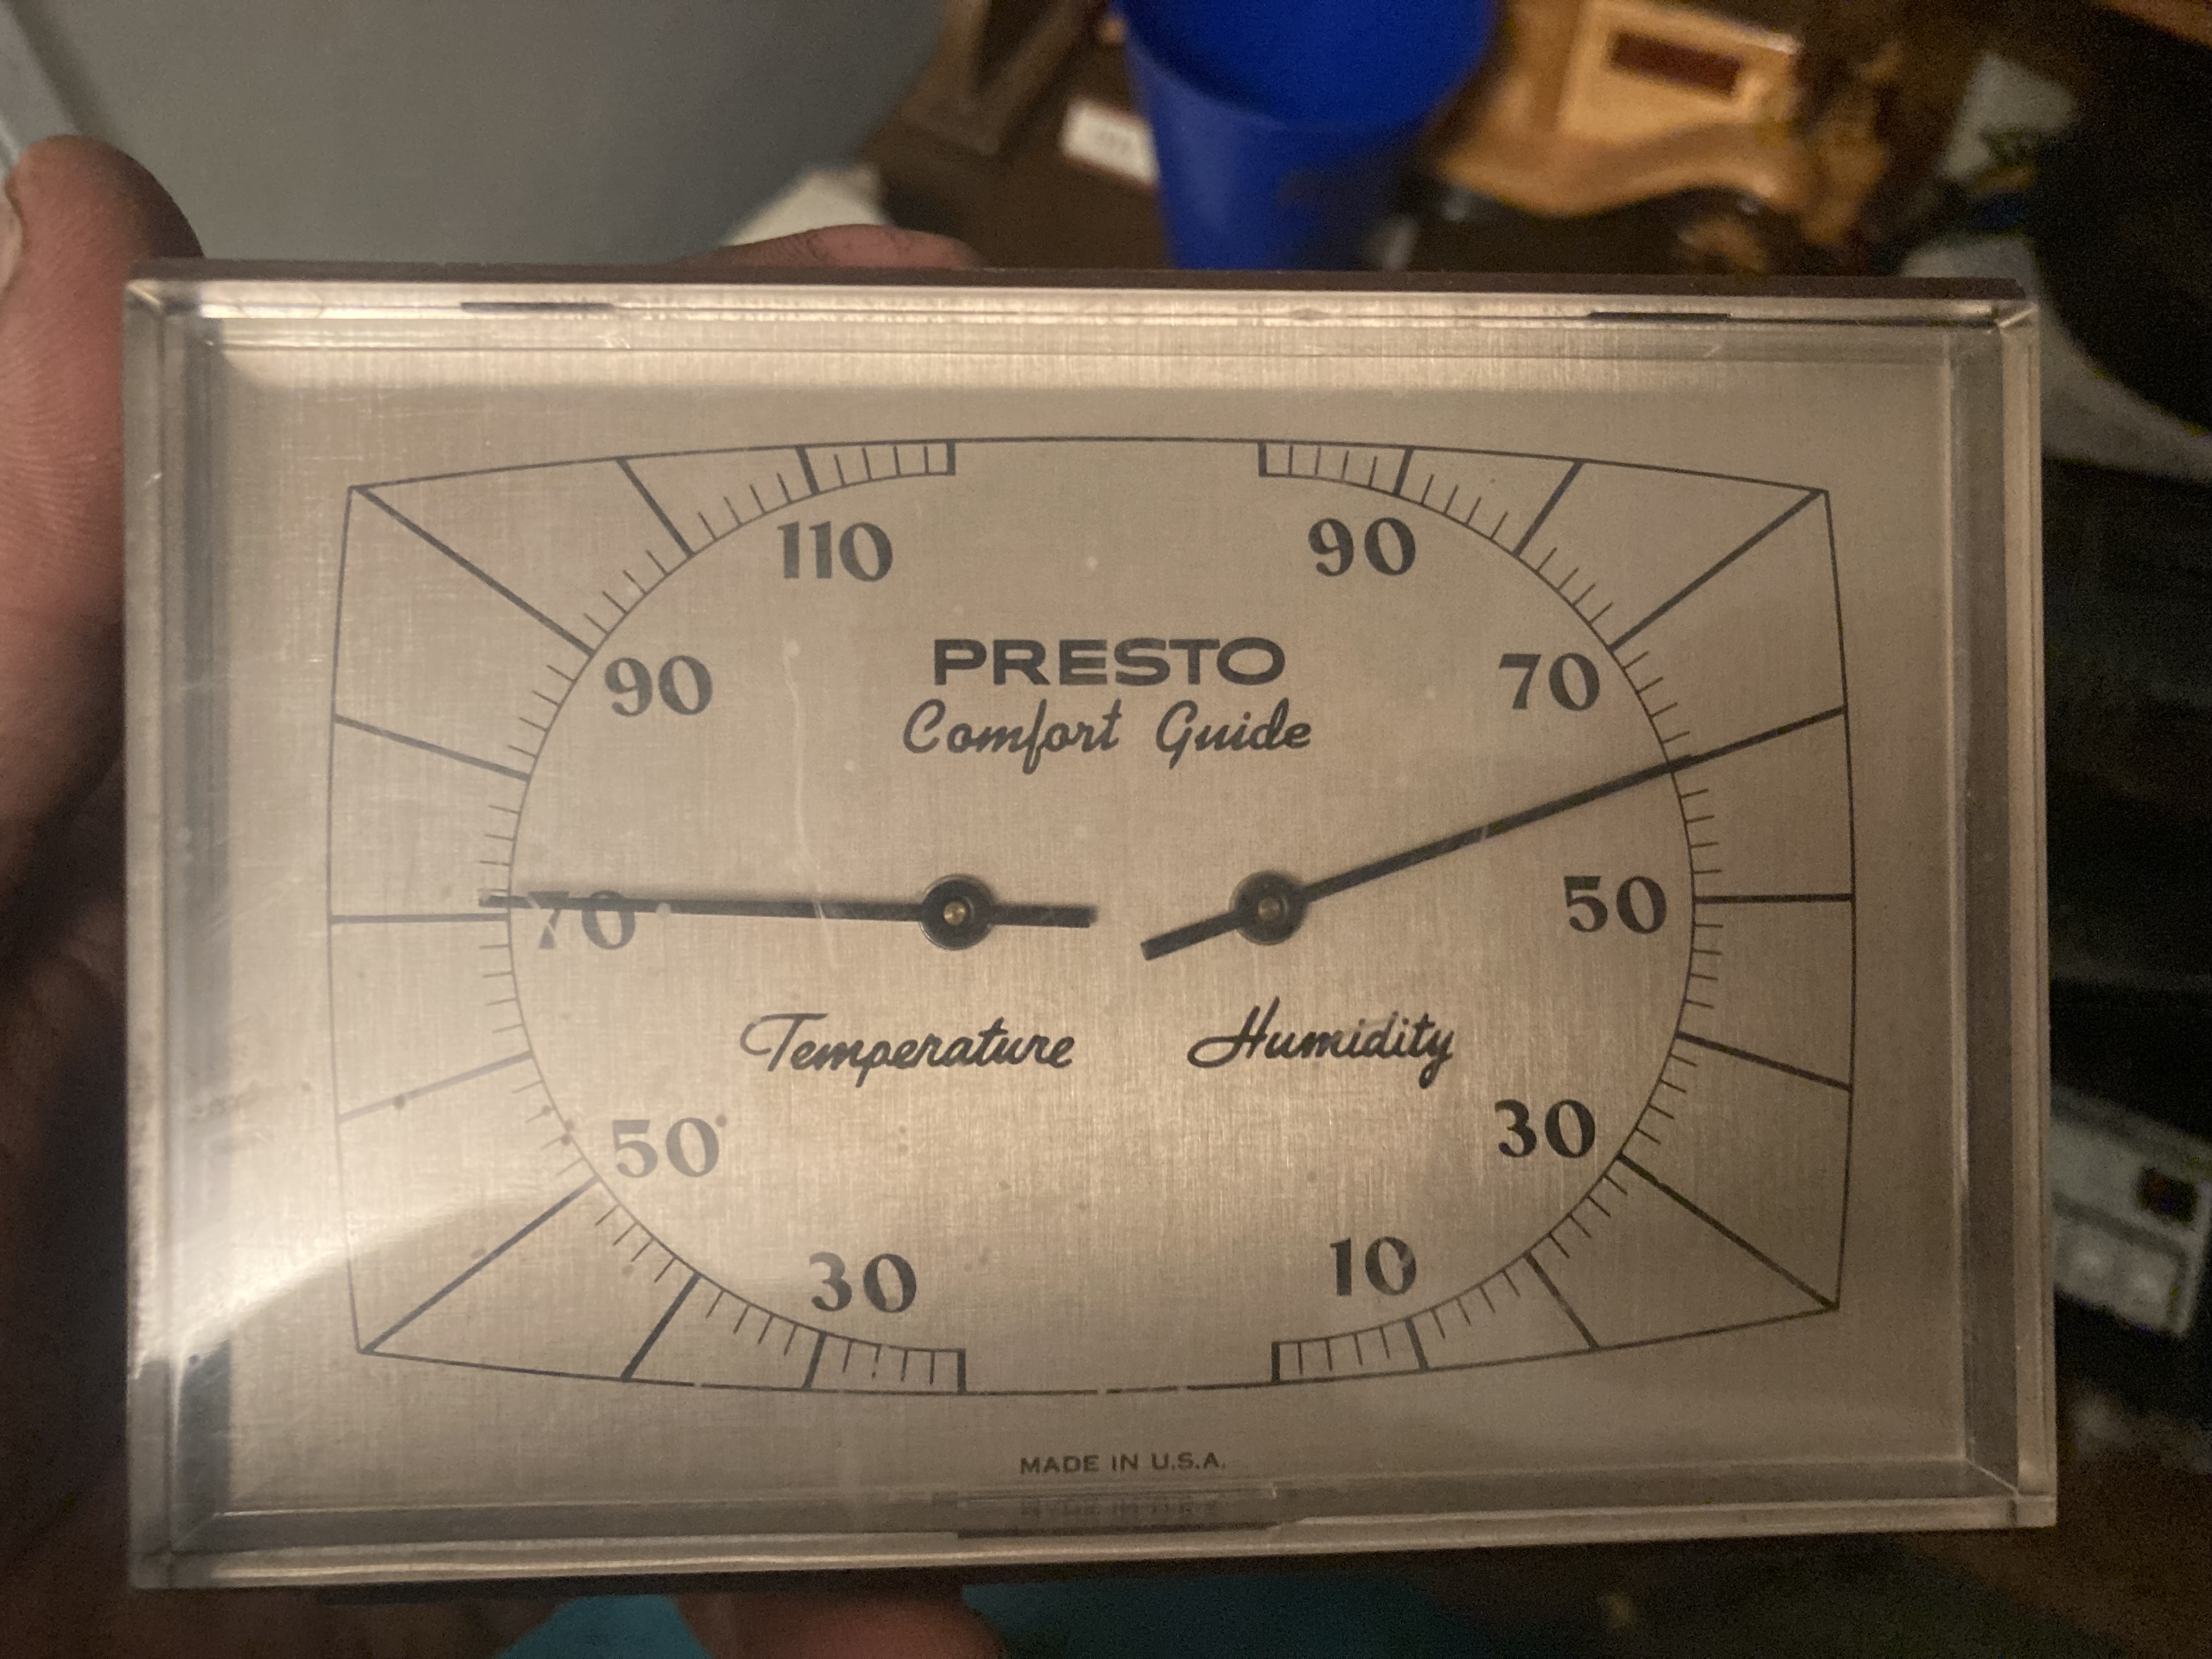 110 90
PRESTO
90 70
Comfort Guide
70 50
Temperature Humidity
50 30
30 10
MADE IN U.S.A.